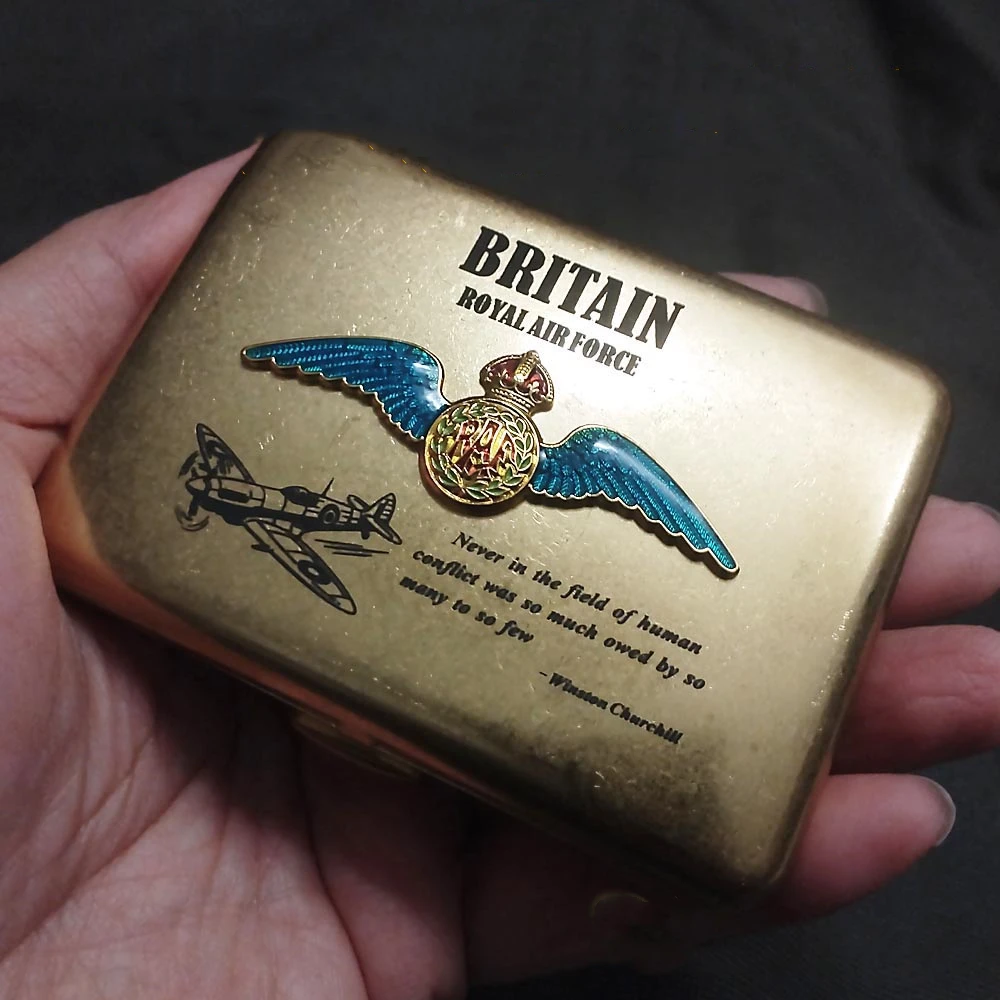 BRITAIN
ROYAL AIR FORCE
RAF
Never in the field of human
conflict was so much owed by so
many to so few
-Winston Churchill